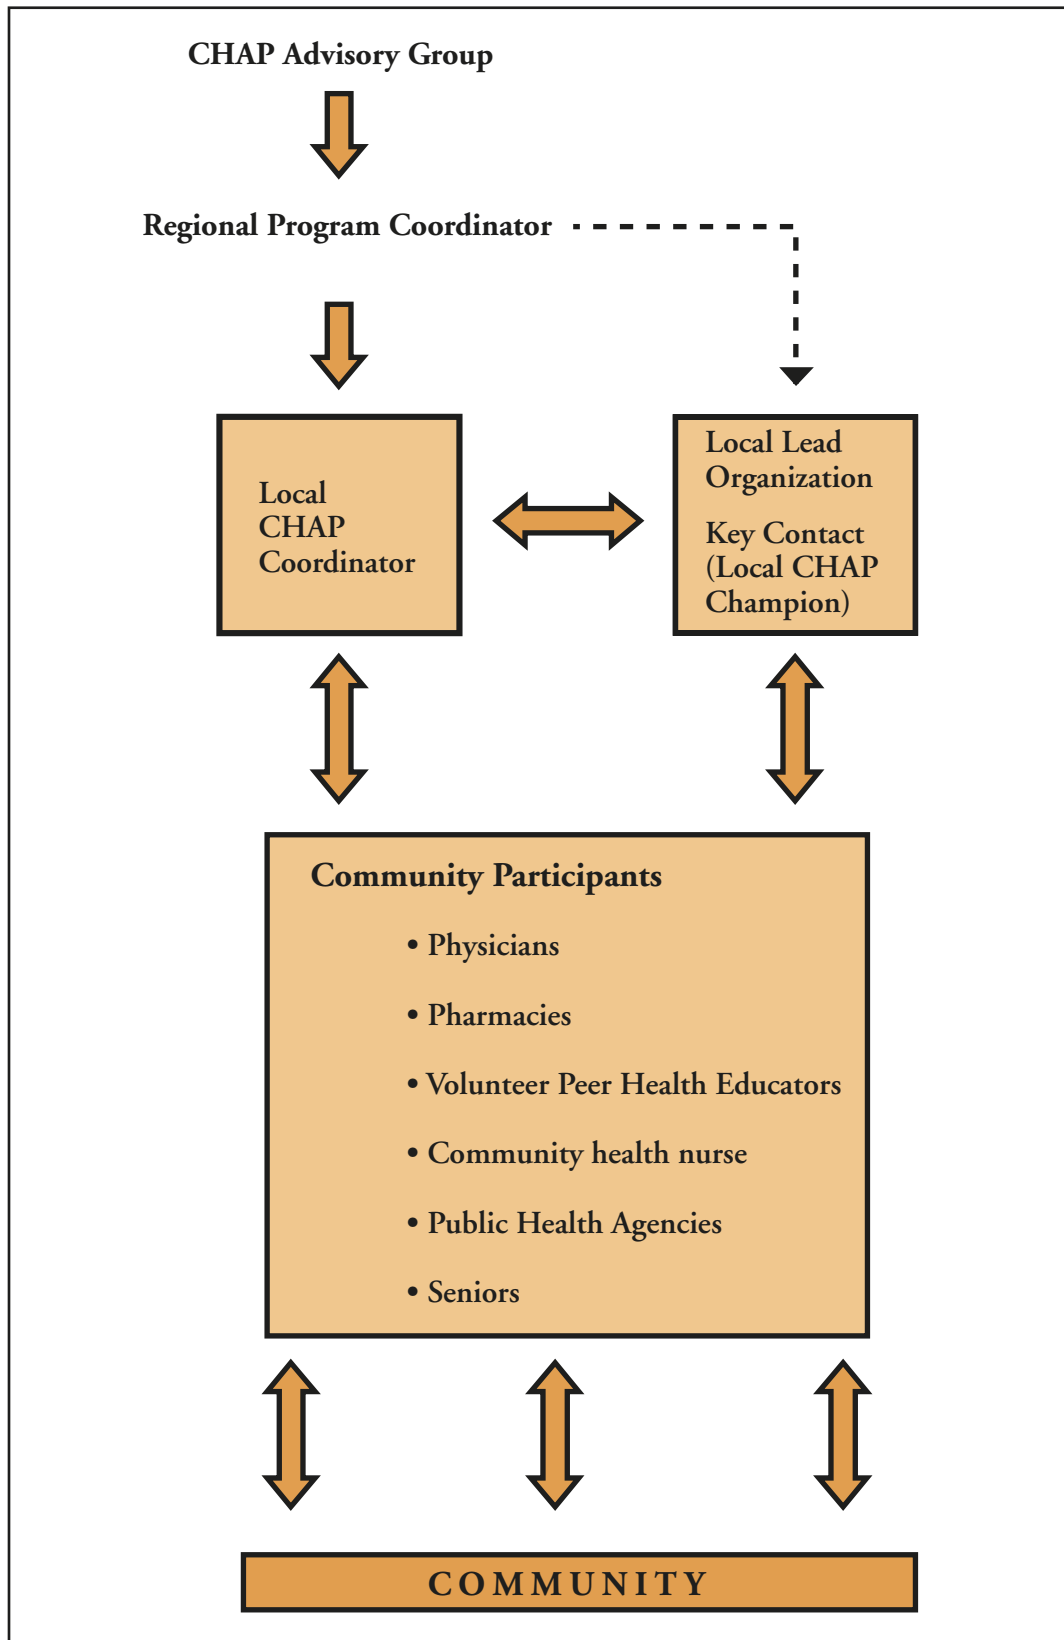 CHAP Advisory Group
Regional Program Coordinator
Local
CHAP
Coordinator
Local Lead
Organization
Key Contact
(Local CHAP
Champion)
Community Participants
• Physicians
• Pharmacies
• Volunteer Peer Health Educators
• Community health nurse
• Public Health Agencies
• Seniors
COMMUNITY